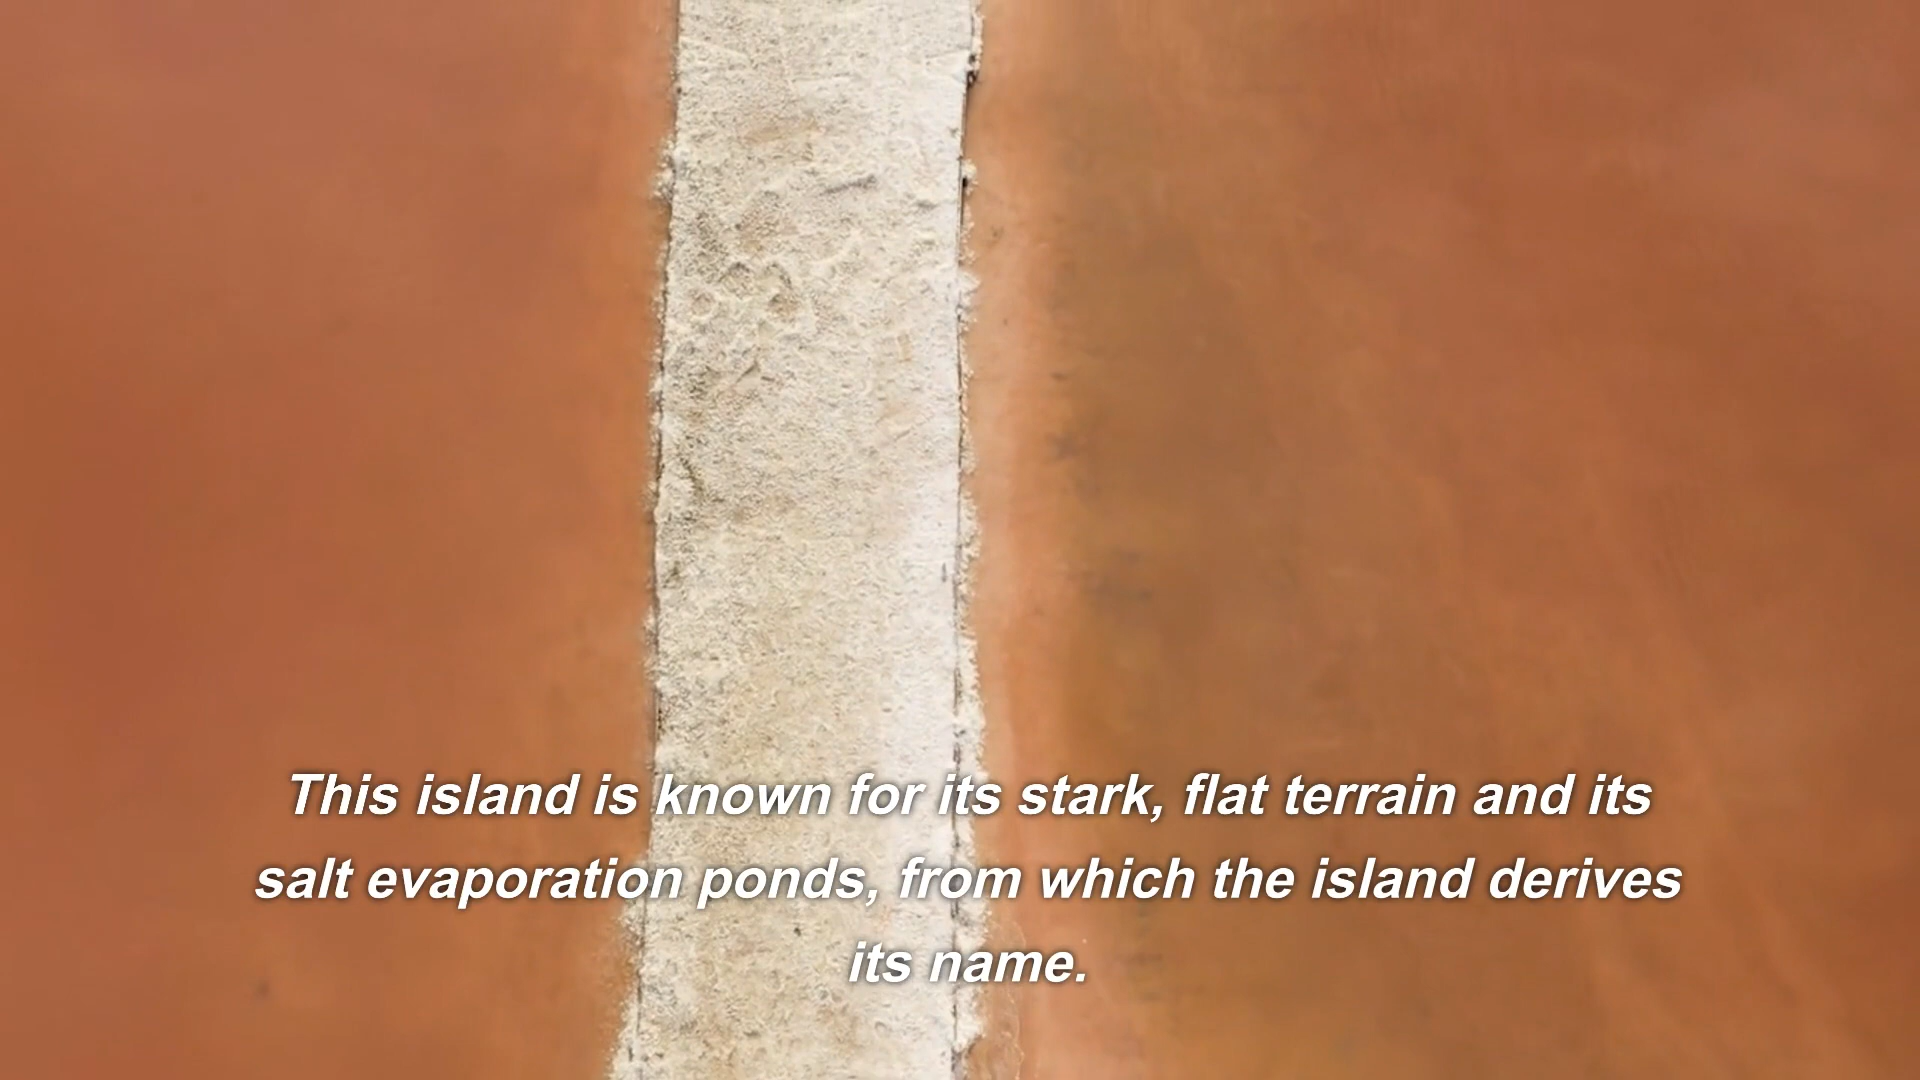 This island is known for its stark, flat terrain and its
salt evaporation ponds, from which the island derives
its name.